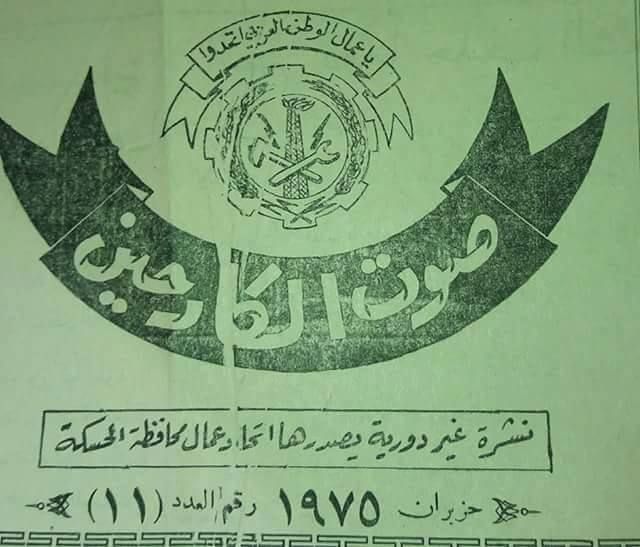 يا عمال الوطن العربي اتحدوا
صوت الكادحين
نشرة غير دورية يصدرها اتحاد عمال محافظة الحسكة
حزيران ١٩٧٥ رقم العدد (١١)